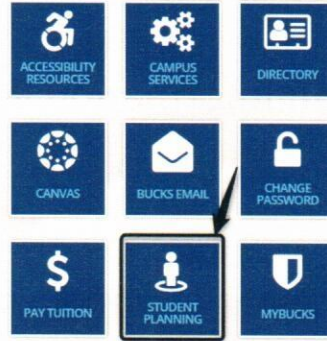 ACCESSIBILITY
RESOURCES
CAMPUS
SERVICES
DIRECTORY
CANVAS
BUCKS EMAIL
CHANGE
PASSWORD
PAY TUITION
STUDENT
PLANNING
MYBUCKS